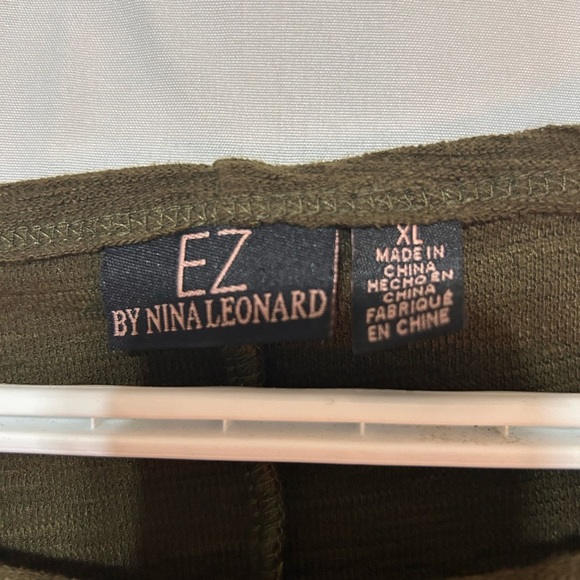 EZ
BY NINA LEONARD
XL
MADE IN
CHINA
HECHO EN
CHINA
FABRIQUÉ
EN CHINE